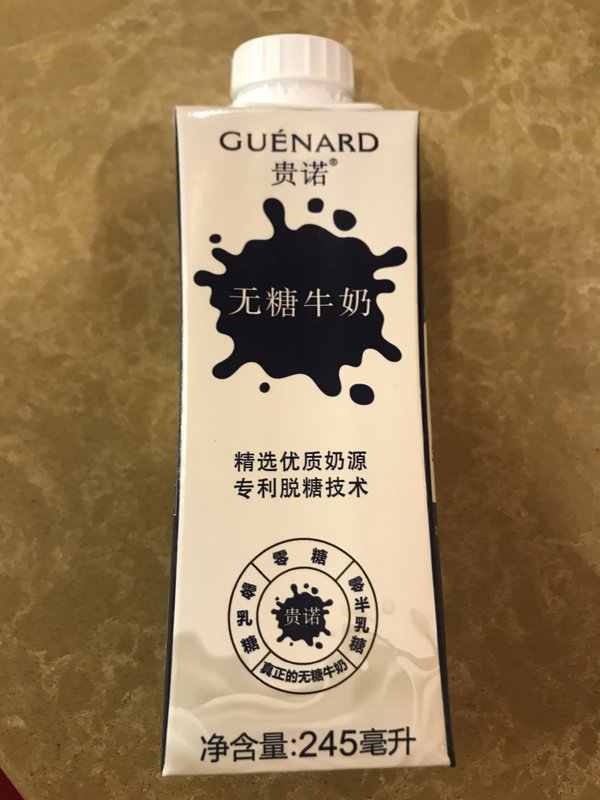 GUÉNARD
贵诺®
无糖牛奶
精选优质奶源
专利脱糖技术
零糖
零乳糖
零半乳糖
贵诺
真正的无糖牛奶
净含量:245毫升